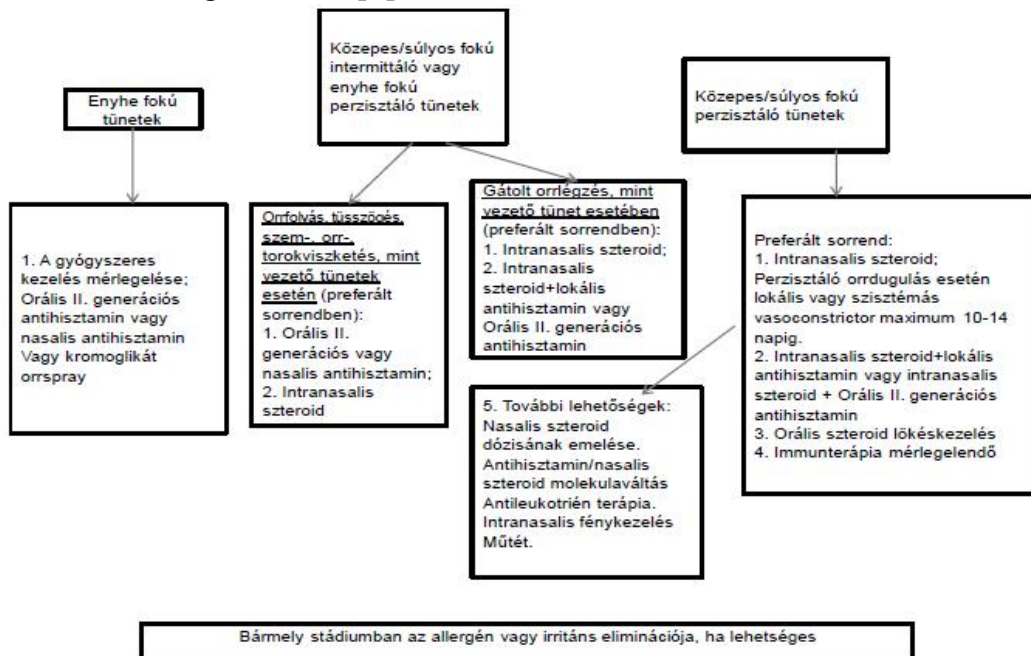 Enyhe fokú
tünetek
Közepes/súlyos fokú
intermittáló vagy
enyhe fokú
perzisztáló tünetek
Közepes/súlyos fokú
perzisztáló tünetek
1. A gyógyszeres
kezelés mérlegelése;
Orális II. generációs
antihisztamin vagy
nasalis antihisztamin
Vagy kromoglikát
orrspray
Orrfolyás, tüsszögés,
szem-, orr-,
torokviszketés, mint
vezető tünetek
esetén (preferált
sorrendben):
1. Orális II.
generációs vagy
nasalis antihisztamin;
2. Intranasalis
szteroid
Gátolt orrlégzés, mint
vezető tünet esetében
(preferált sorrendben):
1. Intranasalis szteroid;
2. Intranasalis
szteroid+lokális
antihisztamin vagy
Orális II. generációs
antihisztamin
Preferált sorrend:
1. Intranasalis szteroid;
Perzisztáló orrdugulás esetén
lokális vagy szisztémás
vasoconstrictor maximum 10-14
napig.
2. Intranasalis szteroid+lokális
antihisztamin vagy intranasalis
szteroid + Orális II. generációs
antihisztamin
3. Orális szteroid lökéskezelés
4. Immunterápia mérlegelendő
5. További lehetőségek:
Nasalis szteroid
dózisának emelése.
Antihisztamin/nasalis
szteroid molekulaváltás
Antileukotrién terápia.
Intranasalis fénykezelés
Műtét.
Bármely stádiumban az allergén vagy irritáns eliminációja, ha lehetséges